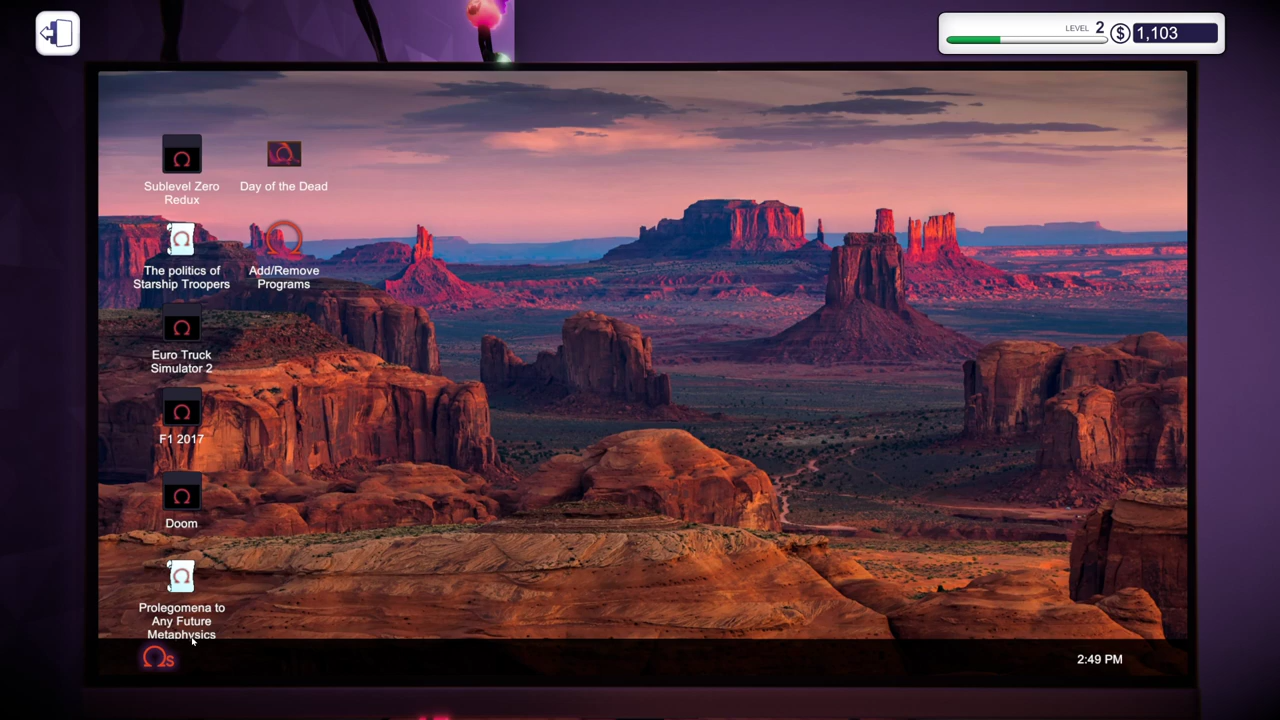 LEVEL 2 $ 1,103
Sublevel Zero
Redux
Day of the Dead
The politics of
Starship Troopers
Add/Remove
Programs
Euro Truck
Simulator 2
F1 2017
Doom
Prolegomena to
Any Future
Metaphysics
Ωs
2:49 PM